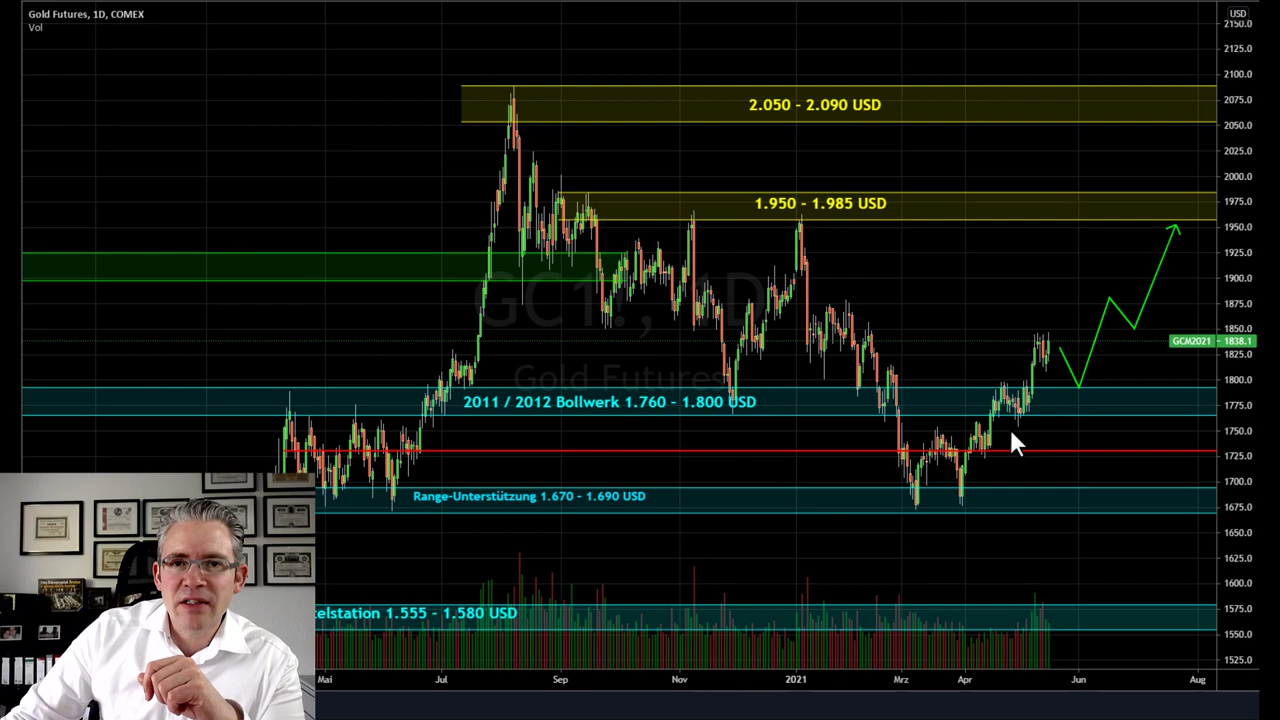 Gold Futures, 1D, COMEX
Vol
USD
2150.0
2125.0
2100.0
2075.0
2050.0
2025.0
2000.0
1975.0
1950.0
1925.0
1900.0
1875.0
1850.0
GCM2021 1838.1
1825.0
1800.0
1775.0
1750.0
1725.0
1700.0
1675.0
1650.0
1625.0
1600.0
1575.0
1550.0
1525.0
2.050 - 2.090 USD
1.950 - 1.985 USD
GC1!, 1D
Gold Futures
2011 / 2012 Bollwerk 1.760 - 1.800 USD
Range-Unterstützung 1.670 - 1.690 USD
telstation 1.555 - 1.580 USD
Mai Jul Sep Nov 2021 Mrz Apr Jun Aug